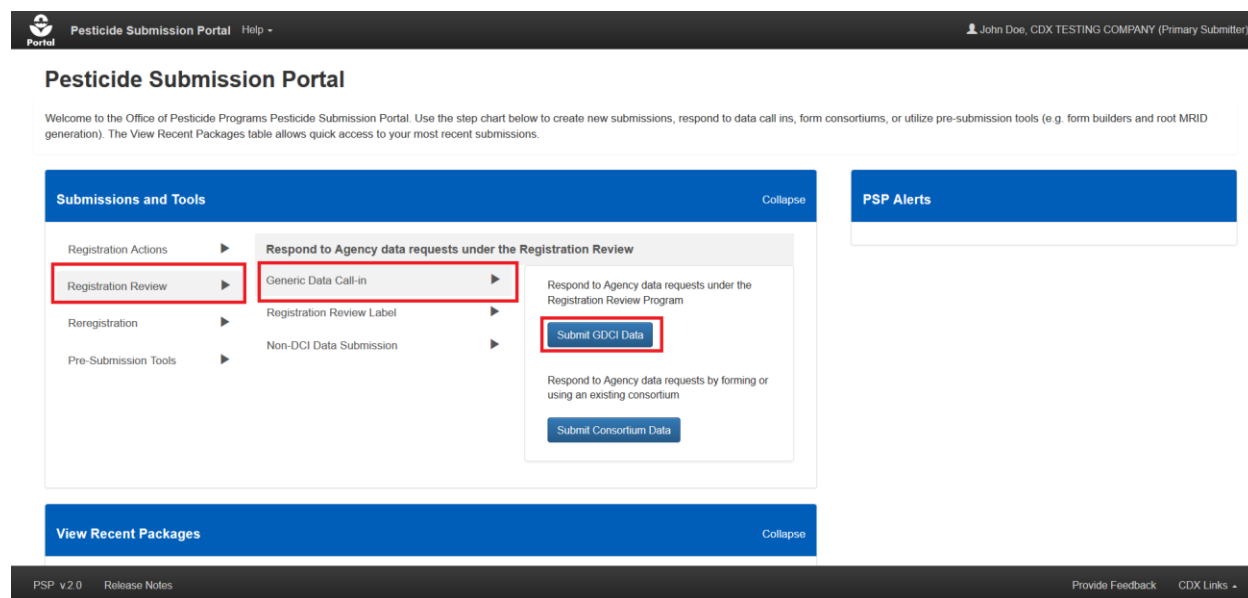 Portal
Pesticide Submission Portal Help
John Doe, CDX TESTING COMPANY (Primary Submitter)
Pesticide Submission Portal
Welcome to the Office of Pesticide Programs Pesticide Submission Portal. Use the step chart below to create new submissions, respond to data call ins, form consortiums, or utilize pre-submission tools (e.g. form builders and root MRID
generation). The View Recent Packages table allows quick access to your most recent submissions.
Submissions and Tools
Collapse
Registration Actions
Registration Review
Reregistration
Pre-Submission Tools
Respond to Agency data requests under the Registration Review
Generic Data Call-in
Registration Review Label
Non-DCI Data Submission
Respond to Agency data requests under the
Registration Review Program
Submit GDCI Data
Respond to Agency data requests by forming or
using an existing consortium
Submit Consortium Data
PSP Alerts
View Recent Packages
Collapse
PSP v.2.0 Release Notes
Provide Feedback CDX Links